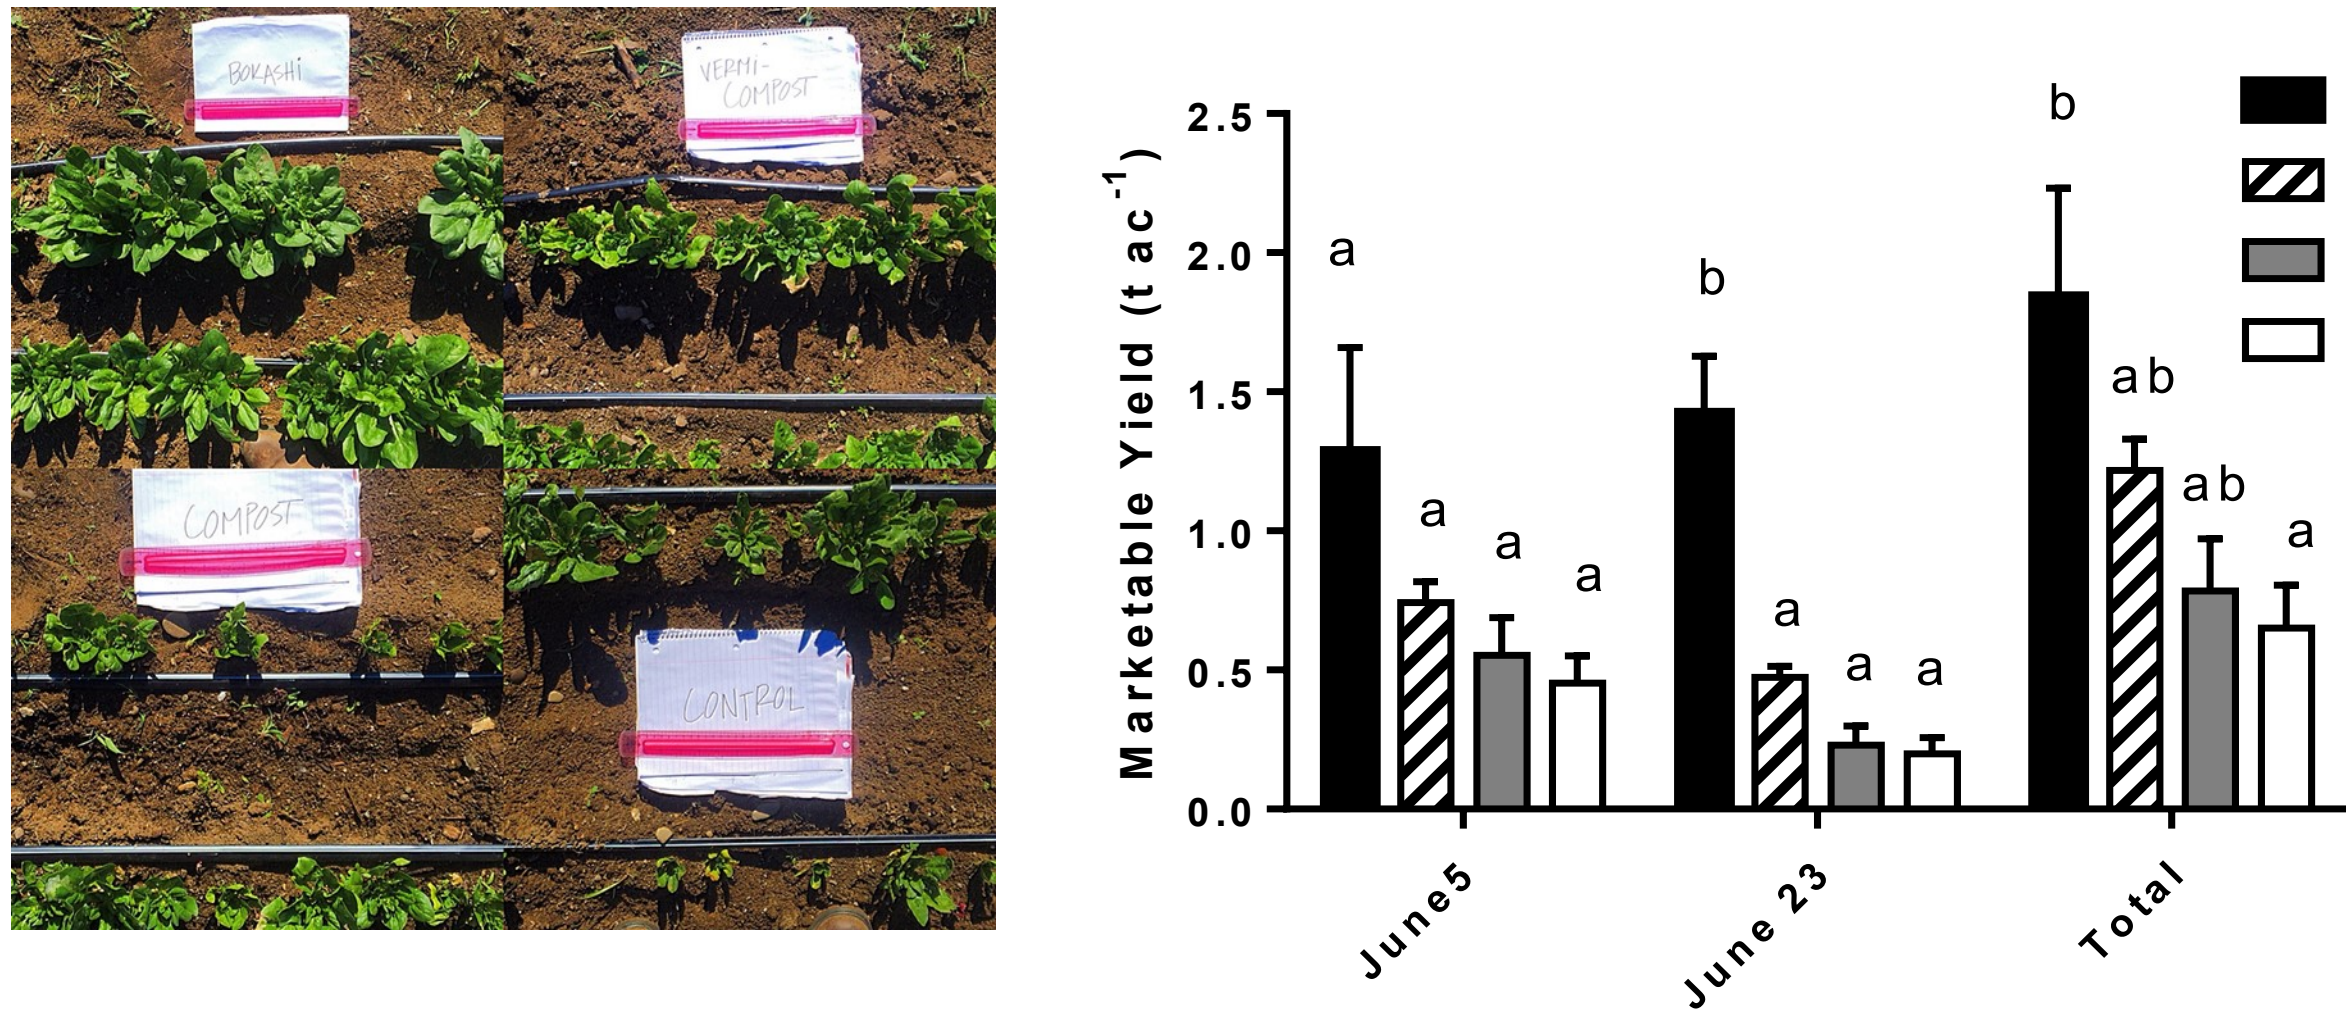 BOKASHI
VERMI-
COMPOST
COMPOST
CONTROL
Marketable Yield (t ac-1)
2.5
2.0
1.5
1.0
0.5
0.0
a
a
a
a
b
a
a
a
b
ab
ab
a
June5
June 23
Total